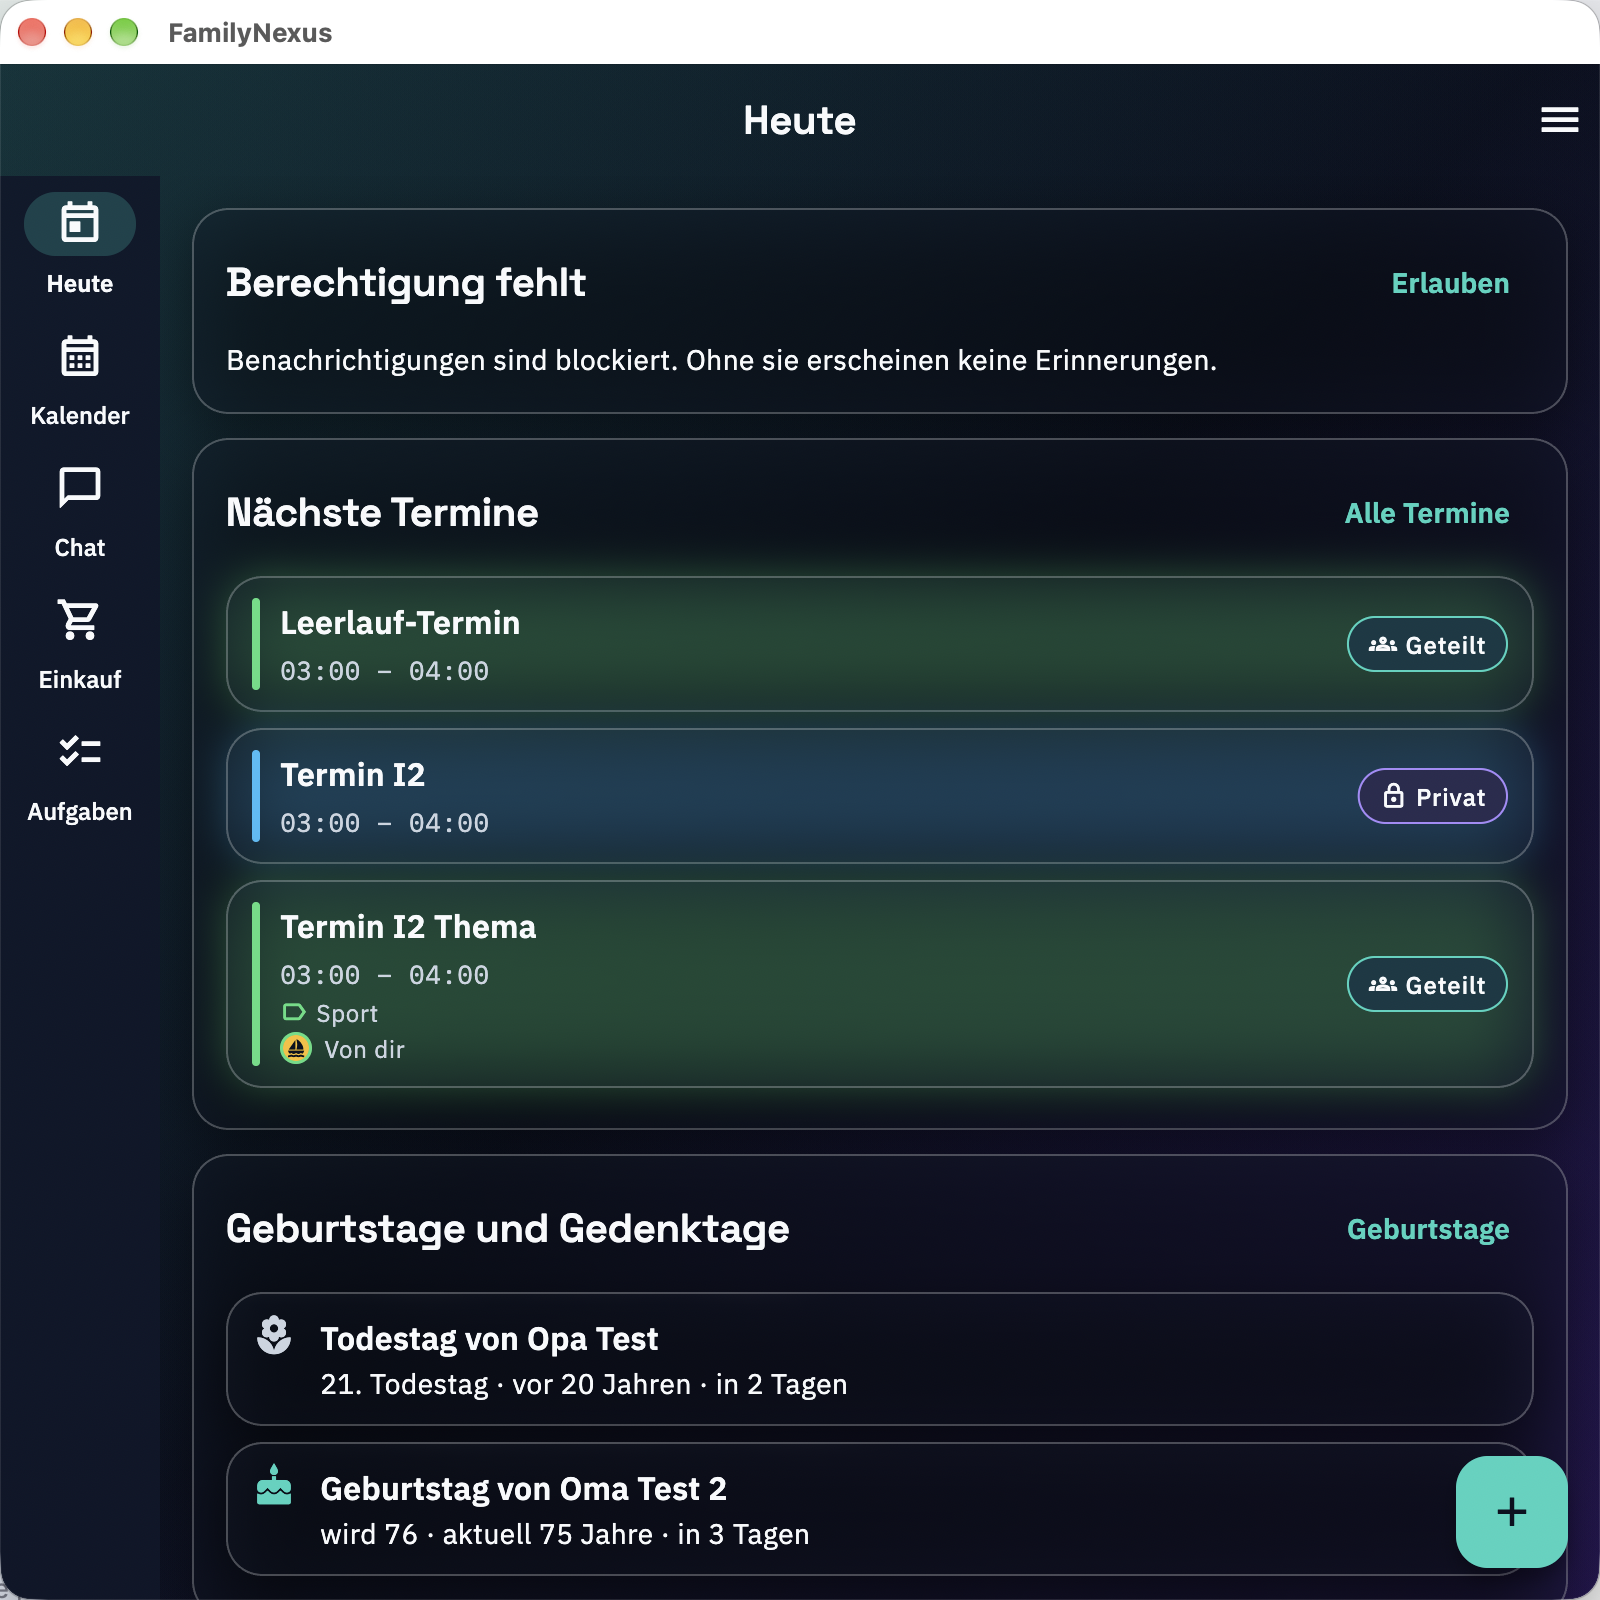 FamilyNexus
Heute
Heute
Kalender
Chat
Einkauf
Aufgaben
Berechtigung fehlt
Erlauben
Benachrichtigungen sind blockiert. Ohne sie erscheinen keine Erinnerungen.
Nächste Termine
Alle Termine
Leerlauf-Termin
03:00 – 04:00
Geteilt
Termin I2
03:00 – 04:00
Privat
Termin I2 Thema
03:00 – 04:00
Sport
Von dir
Geteilt
Geburtstage und Gedenktage
Geburtstage
Todestag von Opa Test
21. Todestag · vor 20 Jahren · in 2 Tagen
Geburtstag von Oma Test 2
wird 76 · aktuell 75 Jahre · in 3 Tagen